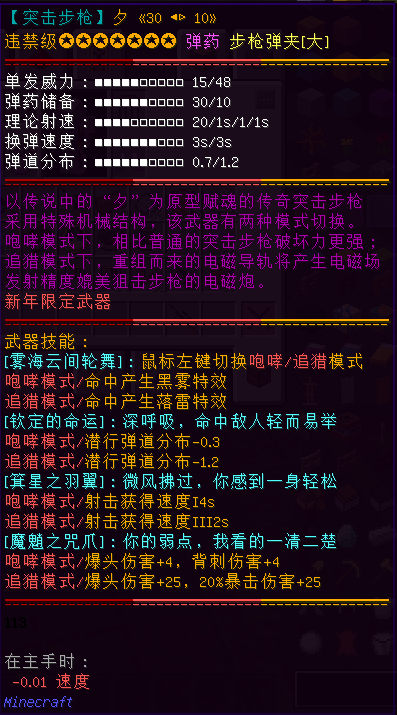 【突击步枪】夕 «30 ◄► 10»
违禁级✪✪✪✪✪✪✪ 弹药 步枪弹夹[大]
单发威力：■■■■■□□□□□ 15/48
弹药储备：■■■■■■□□□□ 30/10
理论射速：■■■■□□□□□□ 20/1s/1/1s
换弹速度：■■■■■■■□□□ 3s/3s
弹道分布：■■■■■■■□□□ 0.7/1.2
以传说中的“夕”为原型赋魂的传奇突击步枪
采用特殊机械结构，该武器有两种模式切换。
咆哮模式下，相比普通的突击步枪破坏力更强；
追猎模式下，重组而来的电磁导轨将产生电磁场
发射精度媲美狙击步枪的电磁炮。
新年限定武器
武器技能：
[雾海云间轮舞]：鼠标左键切换咆哮/追猎模式
咆哮模式/命中产生黑雾特效
追猎模式/命中产生落雷特效
[钦定的命运]：深呼吸，命中敌人轻而易举
咆哮模式/潜行弹道分布-0.3
追猎模式/潜行弹道分布-1.2
[箕星之羽翼]：微风拂过，你感到一身轻松
咆哮模式/射击获得速度I4s
追猎模式/射击获得速度III2s
[魔魈之咒爪]：你的弱点，我看的一清二楚
咆哮模式/爆头伤害+4，背刺伤害+4
追猎模式/爆头伤害+25，20%暴击伤害+25
119
在主手时：
-0.01 速度
Minecraft